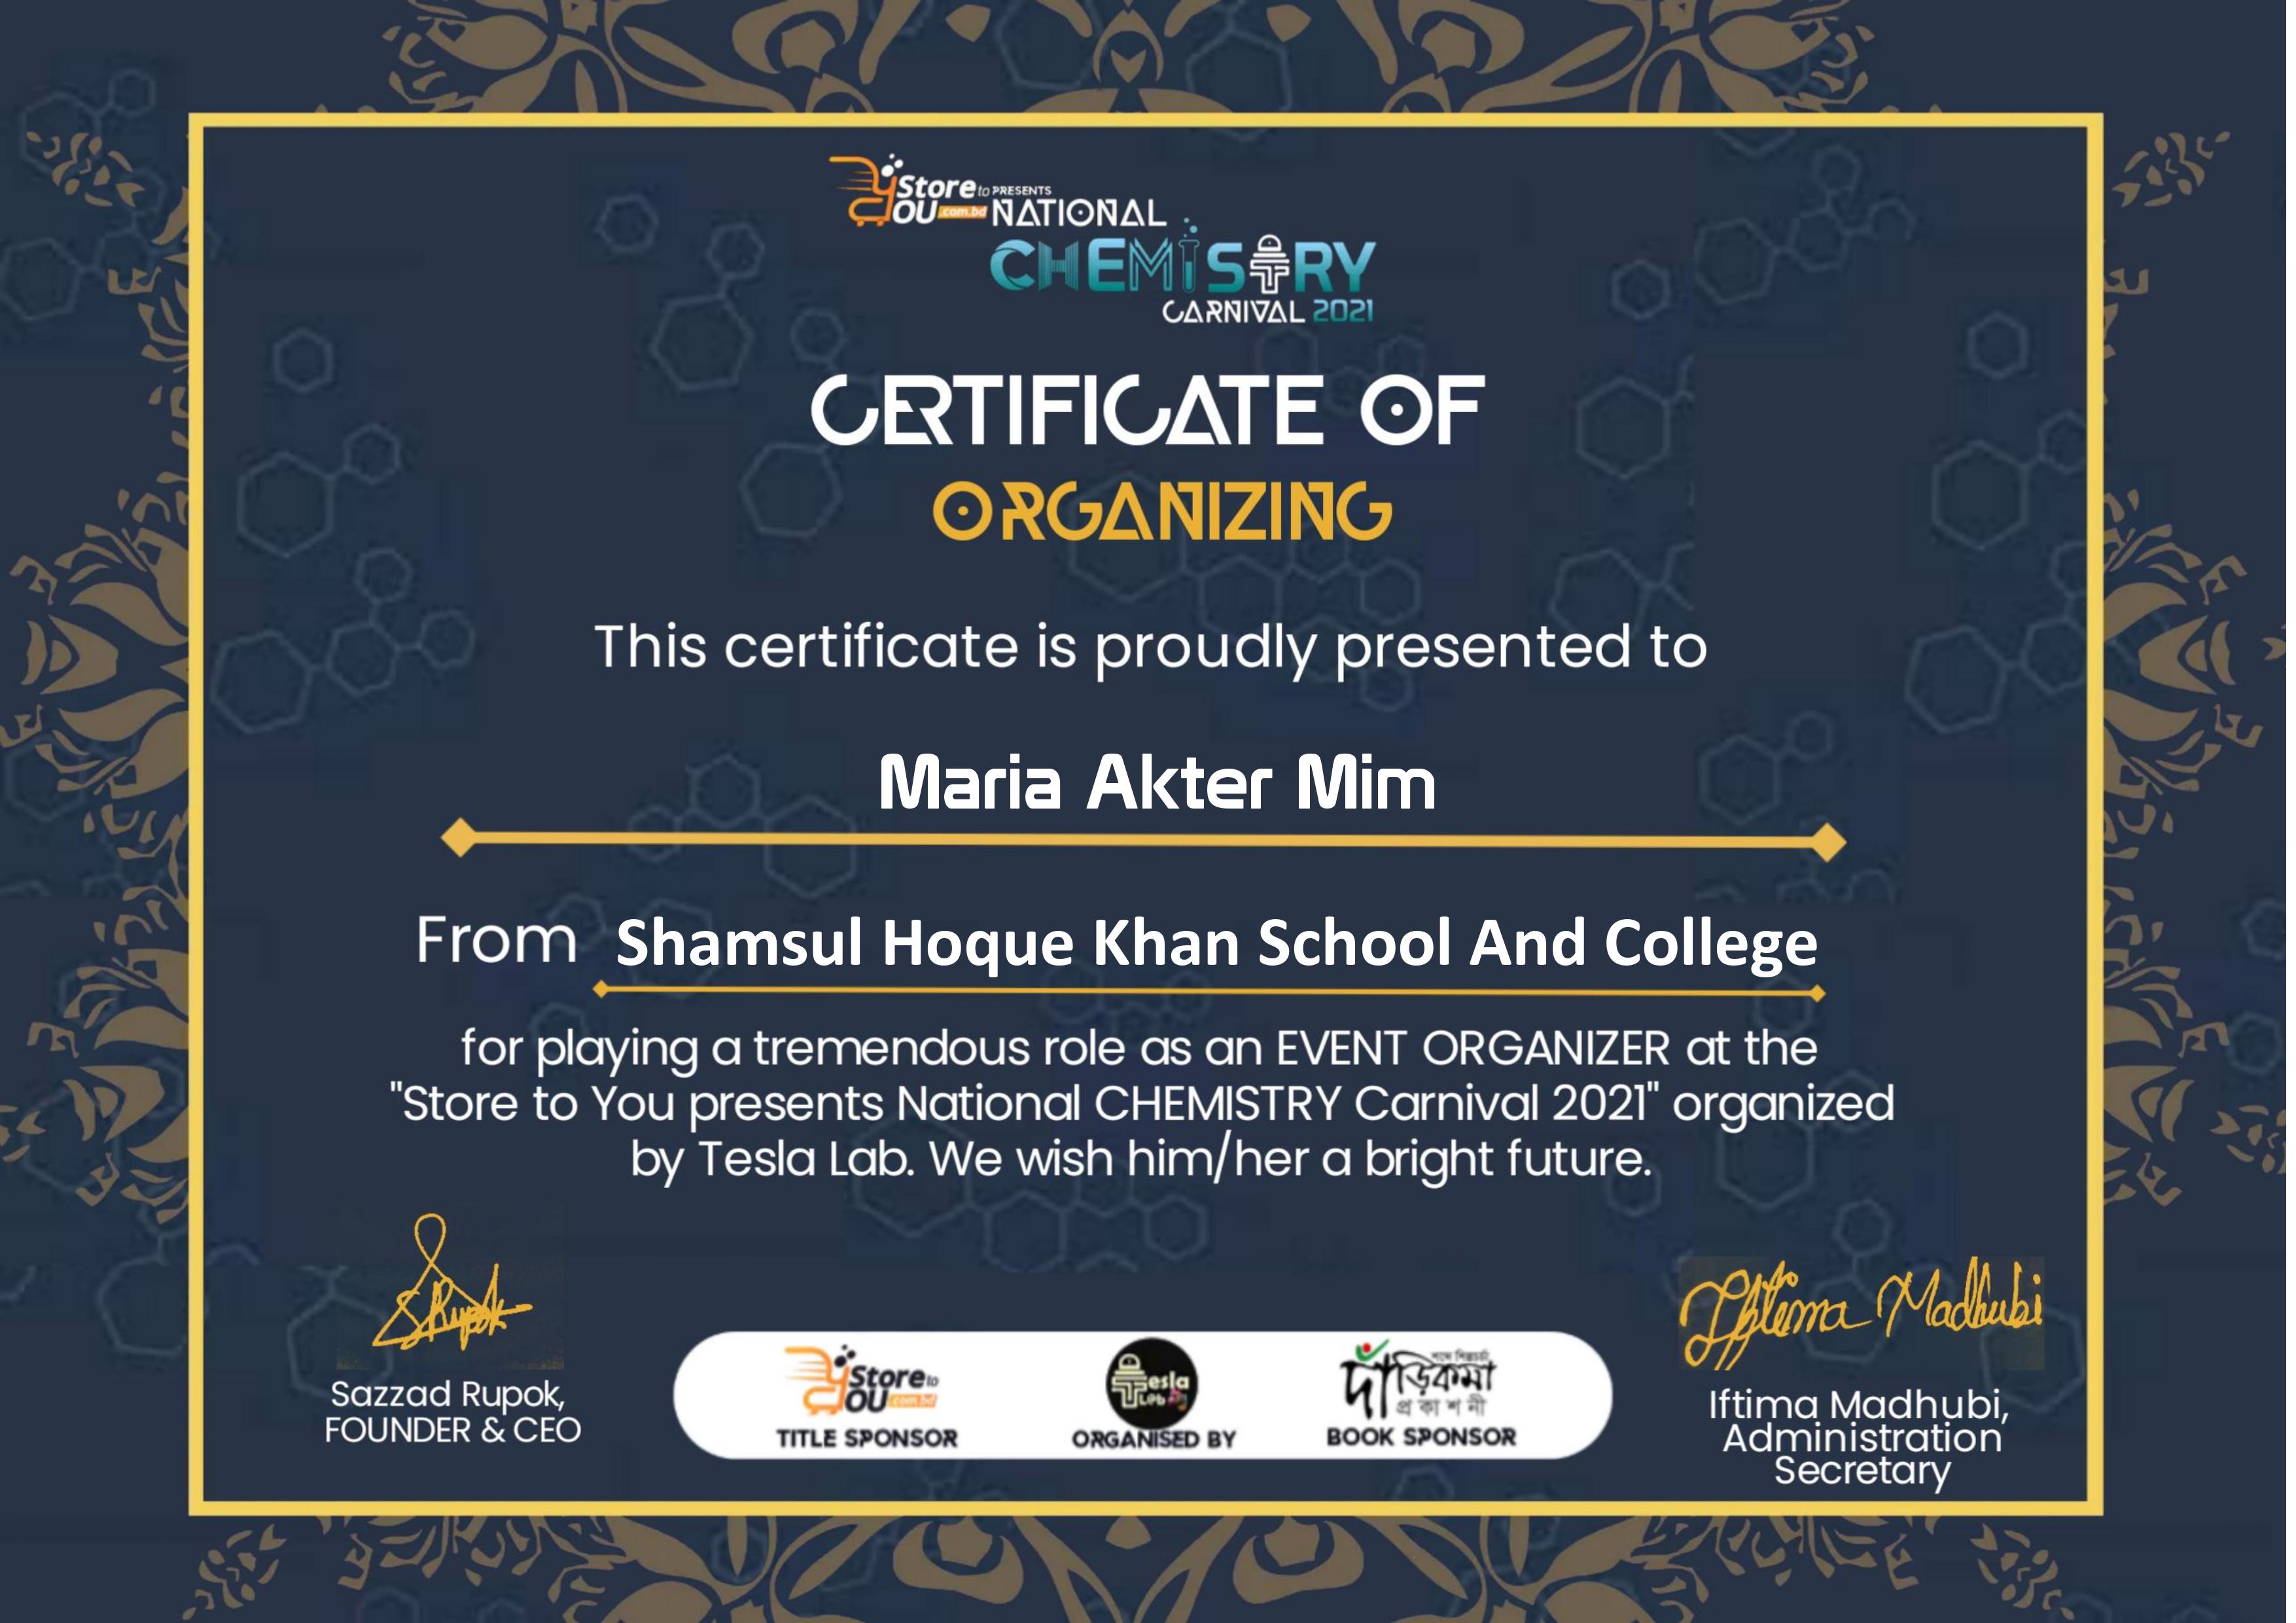 Store to PRESENTS
YOU .com.bd NATIONAL
CHEMISTRY
CARNIVAL 2021
CERTIFICATE OF
ORGANIZING
This certificate is proudly presented to
Maria Akter Mim
From Shamsul Hoque Khan School And College
for playing a tremendous role as an EVENT ORGANIZER at the
"Store to You presents National CHEMISTRY Carnival 2021" organized
by Tesla Lab. We wish him/her a bright future.
SRupok
Iftima Madhubi
Sazzad Rupok,
FOUNDER & CEO
Store to
YOU .com.bd
TITLE SPONSOR
Tesla
Lab
ORGANISED BY
দাঁড়িকমা
প্রকাশনী
BOOK SPONSOR
Iftima Madhubi,
Administration
Secretary